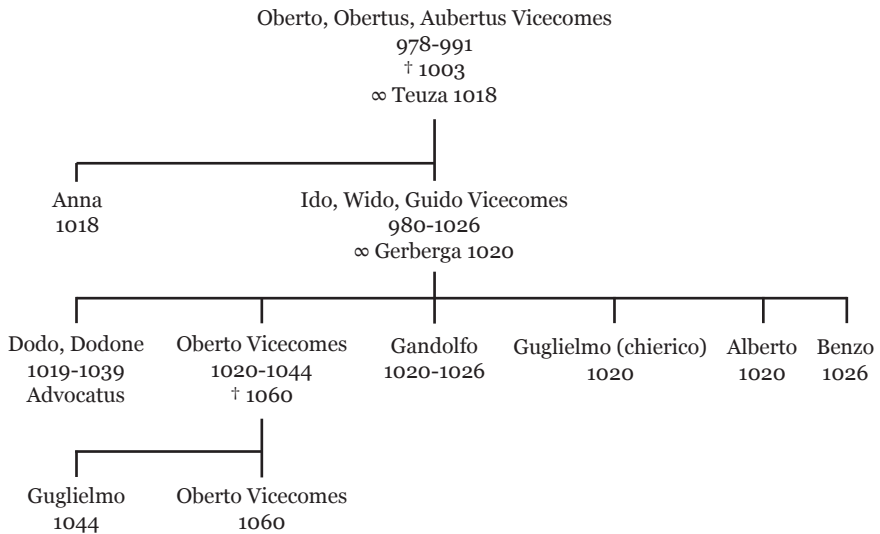 Oberto, Obertus, Aubertus Vicecomes
978-991
† 1003
∞ Teuza 1018
Anna
1018
Ido, Wido, Guido Vicecomes
980-1026
∞ Gerberga 1020
Dodo, Dodone
1019-1039
Advocatus
Oberto Vicecomes
1020-1044
† 1060
Gandolfo
1020-1026
Guglielmo (chierico)
1020
Alberto
1020
Benzo
1026
Guglielmo
1044
Oberto Vicecomes
1060